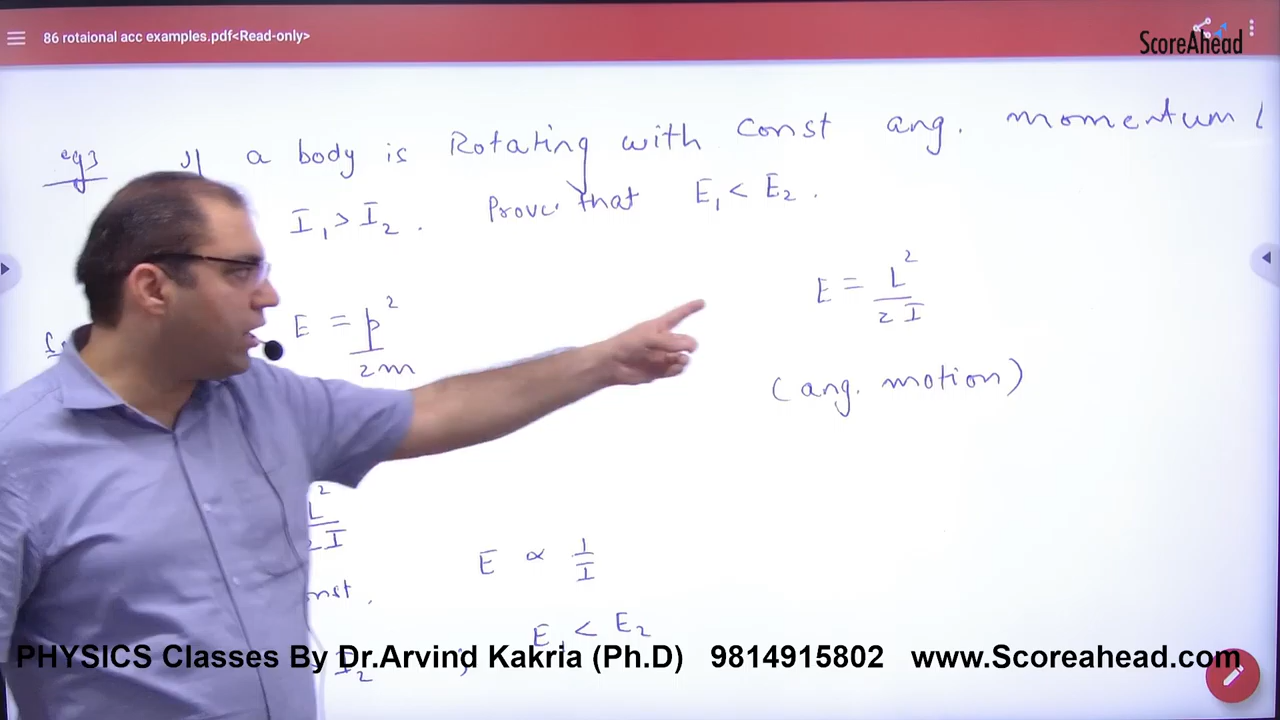 86 rotaional acc examples.pdf<Read-only>
ScoreAhead
eg3 If a body is Rotating with const ang. momentum (
I₁ > I₂ . Prove that E₁ < E₂ .
E = p²/2m
E = L²/2I
(ang. motion)
L²/2I
E ∝ 1/I
nst.
E₁ < E₂
I₂ ;
PHYSICS Classes By Dr.Arvind Kakria (Ph.D) 9814915802 www.Scoreahead.com